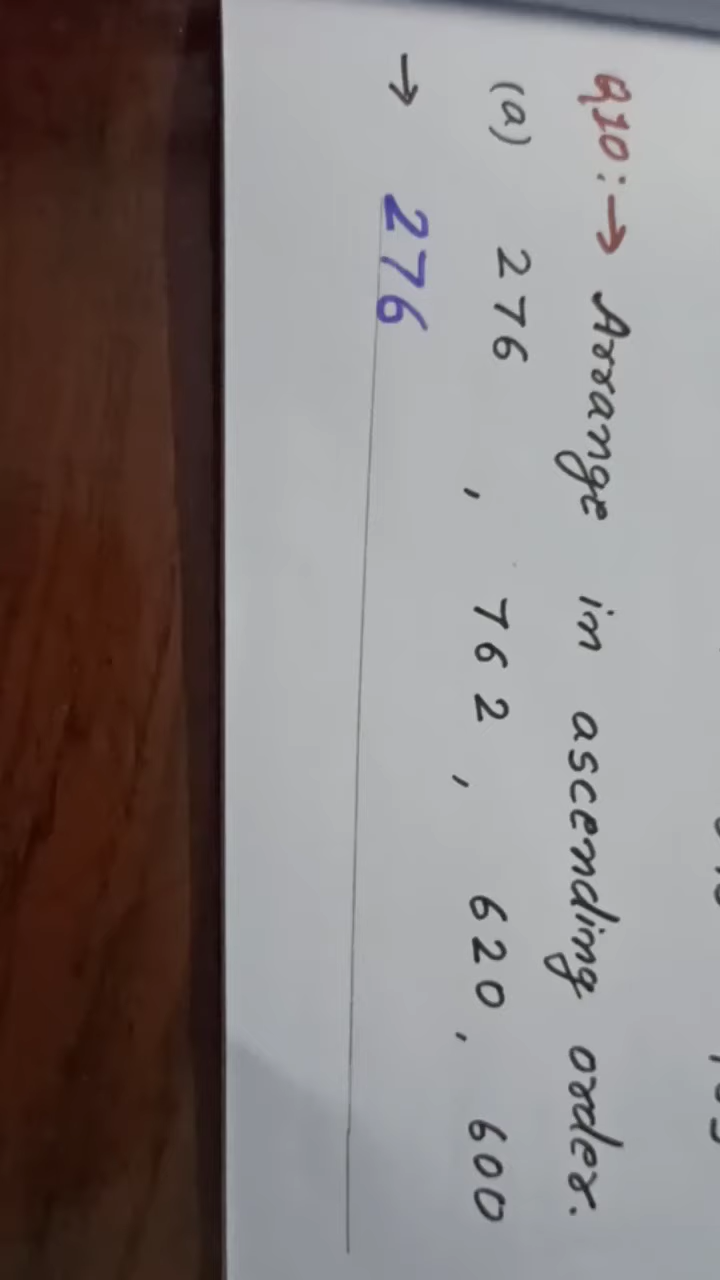 Q10:→ Arrange in ascending order.
(a) 276 , 762 , 620 , 600
→ 276